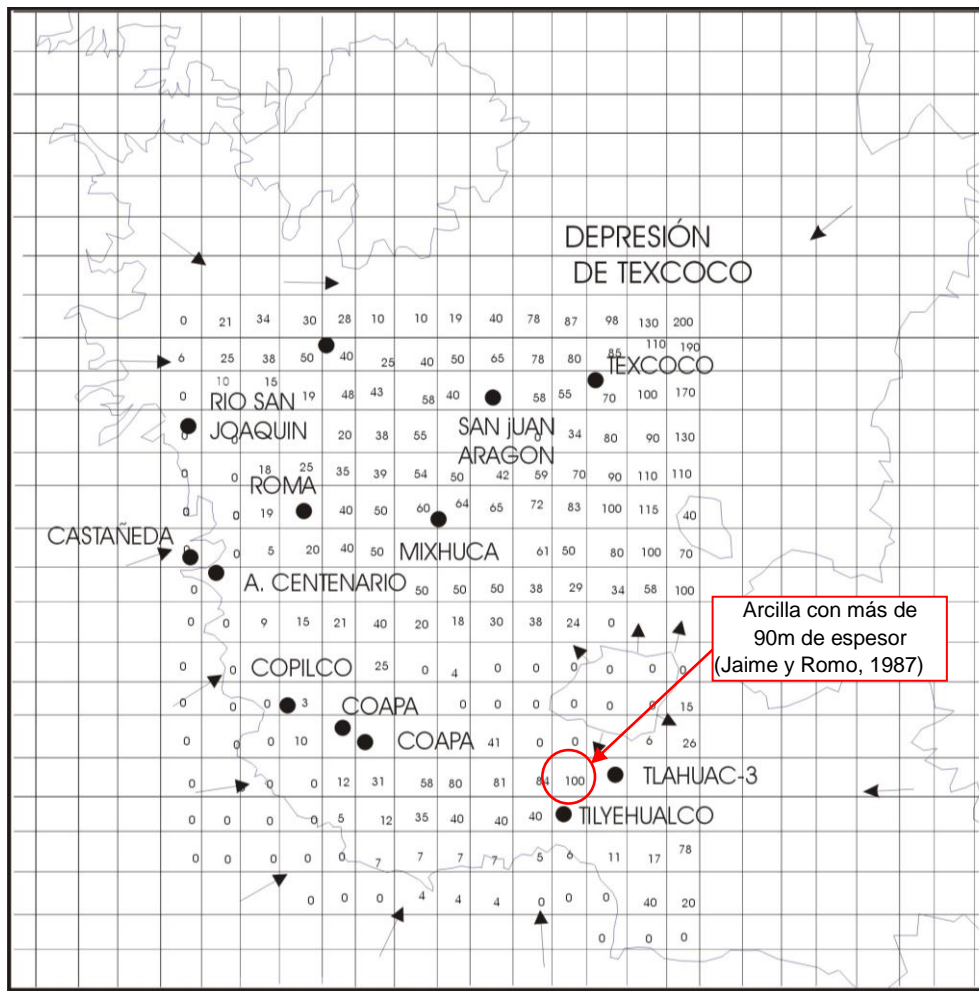 DEPRESIÓN
DE TEXCOCO
0 21 34 30 28 10 10 19 40 78 87 98 130 200
6 25 38 50 40 25 40 50 65 78 80 85 110 190
TEXCOCO
0 10 15 19 48 43 58 40 58 55 70 100 170
RIO SAN
JOAQUIN
SAN jUAN
ARAGON
0 0 20 38 55 0 34 80 90 130
0 0 18 25 35 39 54 50 42 59 70 90 110 110
ROMA
0 0 19 40 50 60 64 65 72 83 100 115 40
CASTAÑEDA
MIXHUCA
0 0 5 20 40 50 61 50 80 100 70
A. CENTENARIO
0 50 50 50 38 29 34 58 100
Arcilla con más de
90m de espesor
(Jaime y Romo, 1987)
0 0 9 15 21 40 20 18 30 38 24 0
0 0 25 0 4 0 0 0 0 0 0
COPILCO
0 0 0 3 0 0 0 0 0 0 15
COAPA
0 0 0 10 41 0 0 6 26
COAPA
0 0 0 0 12 31 58 80 81 84 100
TLAHUAC-3
0 0 0 0 5 12 35 40 40 40
TILYEHUALCO
0 0 0 0 0 7 7 7 7 5 6 11 17 78
0 0 0 4 4 4 0 0 0 40 20
0 0 0